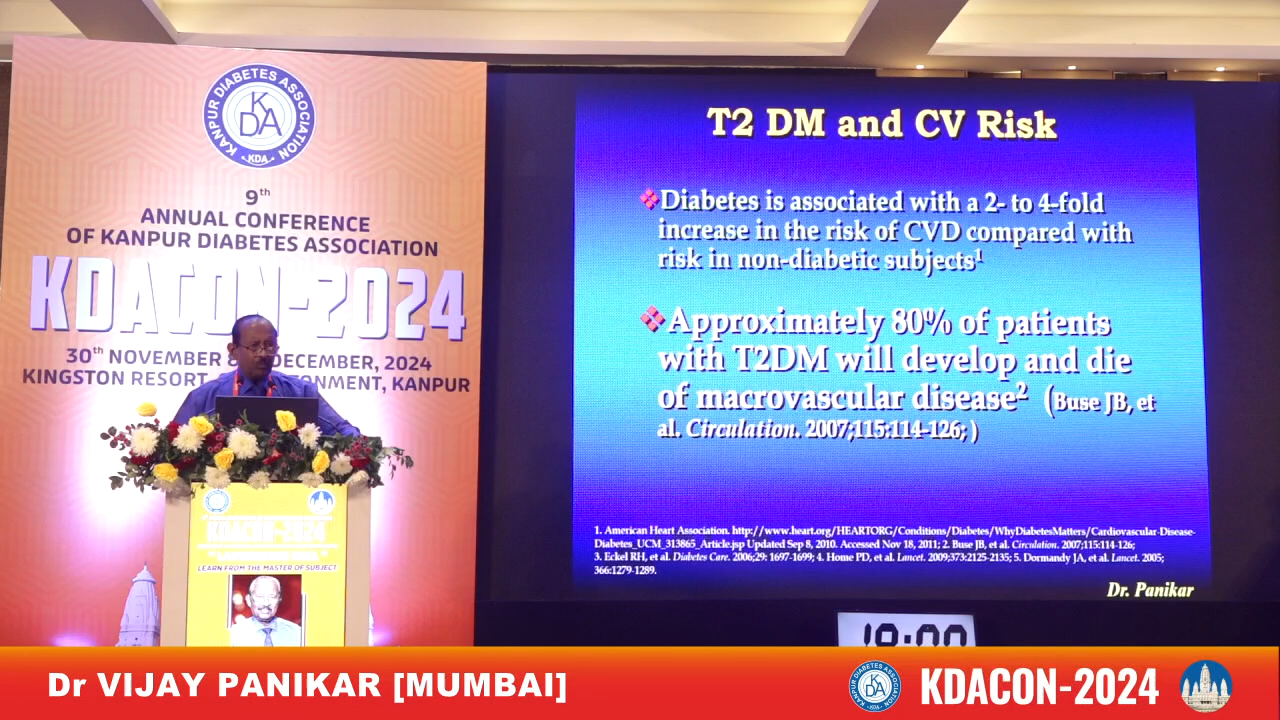 KANPUR DIABETES ASSOCIATION
KDA
KDA
9th
ANNUAL CONFERENCE
OF KANPUR DIABETES ASSOCIATION
KDACON-2024
30th NOVEMBER & DECEMBER, 2024
KINGSTON RESORT, KANPUR
KDACON-2024
LEARN FROM THE MASTER OF SUBJECT
T2 DM and CV Risk
❖Diabetes is associated with a 2- to 4-fold
increase in the risk of CVD compared with
risk in non-diabetic subjects¹
❖Approximately 80% of patients
with T2DM will develop and die
of macrovascular disease² (Buse JB, et
al. Circulation. 2007;115:114-126; )
1. American Heart Association. http://www.heart.org/HEARTORG/Conditions/Diabetes/WhyDiabetesMatters/Cardiovascular-Disease-
Diabetes_UCM_313865_Article.jsp Updated Sep 8, 2010. Accessed Nov 18, 2011; 2. Buse JB, et al. Circulation. 2007;115:114-126;
3. Eckel RH, et al. Diabetes Care. 2006;29: 1697-1699; 4. Home PD, et al. Lancet. 2009;373:2125-2135; 5. Dormandy JA, et al. Lancet. 2005;
366:1279-1289.
Dr. Panikar
Dr VIJAY PANIKAR [MUMBAI]
KANPUR DIABETES ASSOCIATION
KDA
KDACON-2024